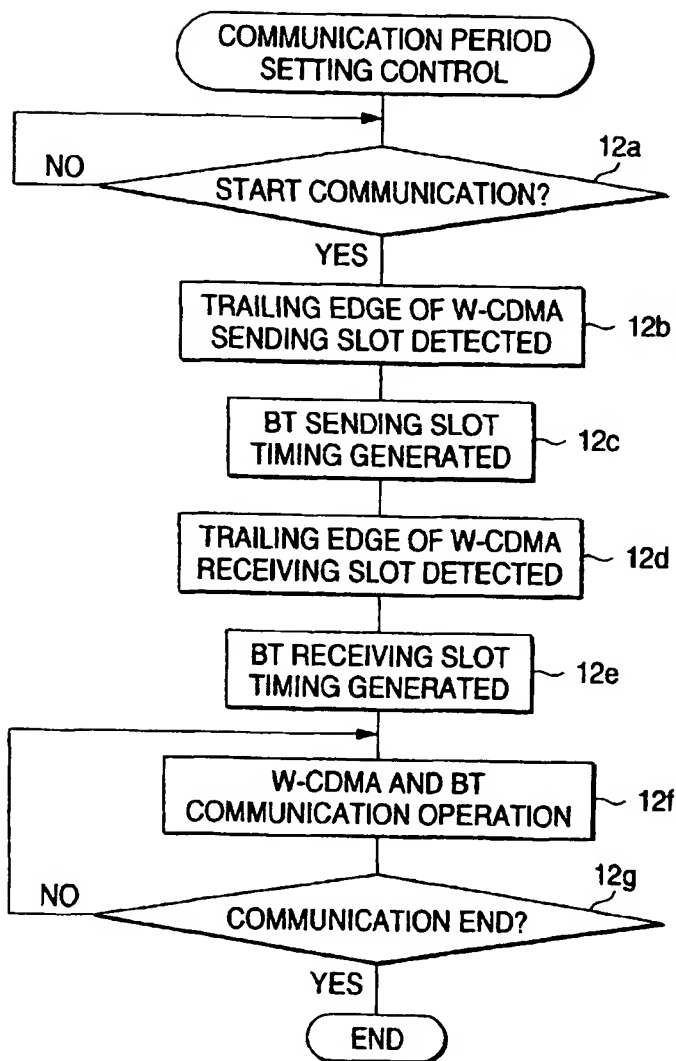 COMMUNICATION PERIOD
SETTING CONTROL
12a
NO
START COMMUNICATION?
YES
TRAILING EDGE OF W-CDMA
SENDING SLOT DETECTED
12b
BT SENDING SLOT
TIMING GENERATED
12c
TRAILING EDGE OF W-CDMA
RECEIVING SLOT DETECTED
12d
BT RECEIVING SLOT
TIMING GENERATED
12e
W-CDMA AND BT
COMMUNICATION OPERATION
12f
12g
NO
COMMUNICATION END?
YES
END